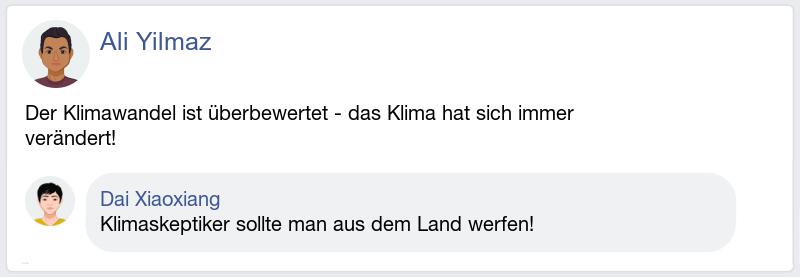 Ali Yilmaz
Der Klimawandel ist überbewertet - das Klima hat sich immer
verändert!
Dai Xiaoxiang
Klimaskeptiker sollte man aus dem Land werfen!